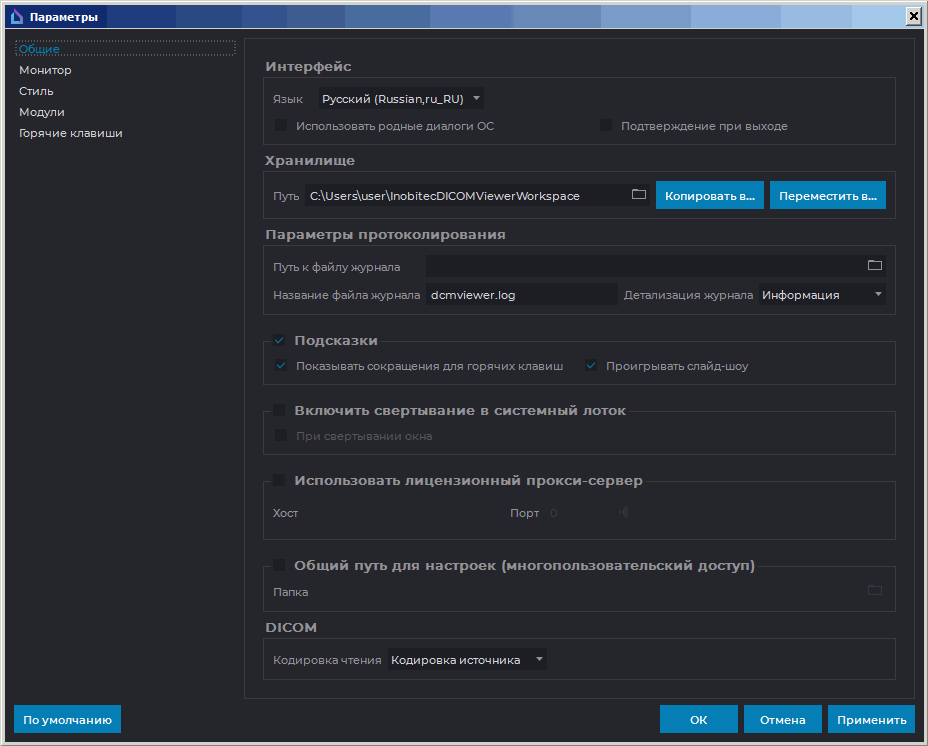 Параметры
Общие
Монитор
Стиль
Модули
Горячие клавиши
Интерфейс
Язык Русский (Russian,ru_RU)
Использовать родные диалоги ОС Подтверждение при выходе
Хранилище
Путь C:\Users\user\InobitecDICOMViewerWorkspace Копировать в... Переместить в...
Параметры протоколирования
Путь к файлу журнала
Название файла журнала dcmviewer.log Детализация журнала Информация
Подсказки
Показывать сокращения для горячих клавиш Проигрывать слайд-шоу
Включить свертывание в системный лоток
При свертывании окна
Использовать лицензионный прокси-сервер
Хост Порт 0
Общий путь для настроек (многопользовательский доступ)
Папка
DICOM
Кодировка чтения Кодировка источника
По умолчанию ОК Отмена Применить